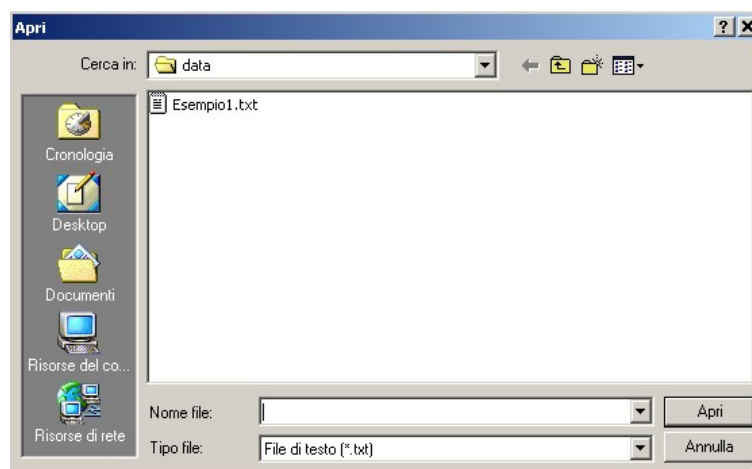 Apri
Cerca in:
data
Esempio1.txt
Cronologia
Desktop
Documenti
Risorse del co...
Risorse di rete
Nome file:
Apri
Tipo file:
File di testo (*.txt)
Annulla